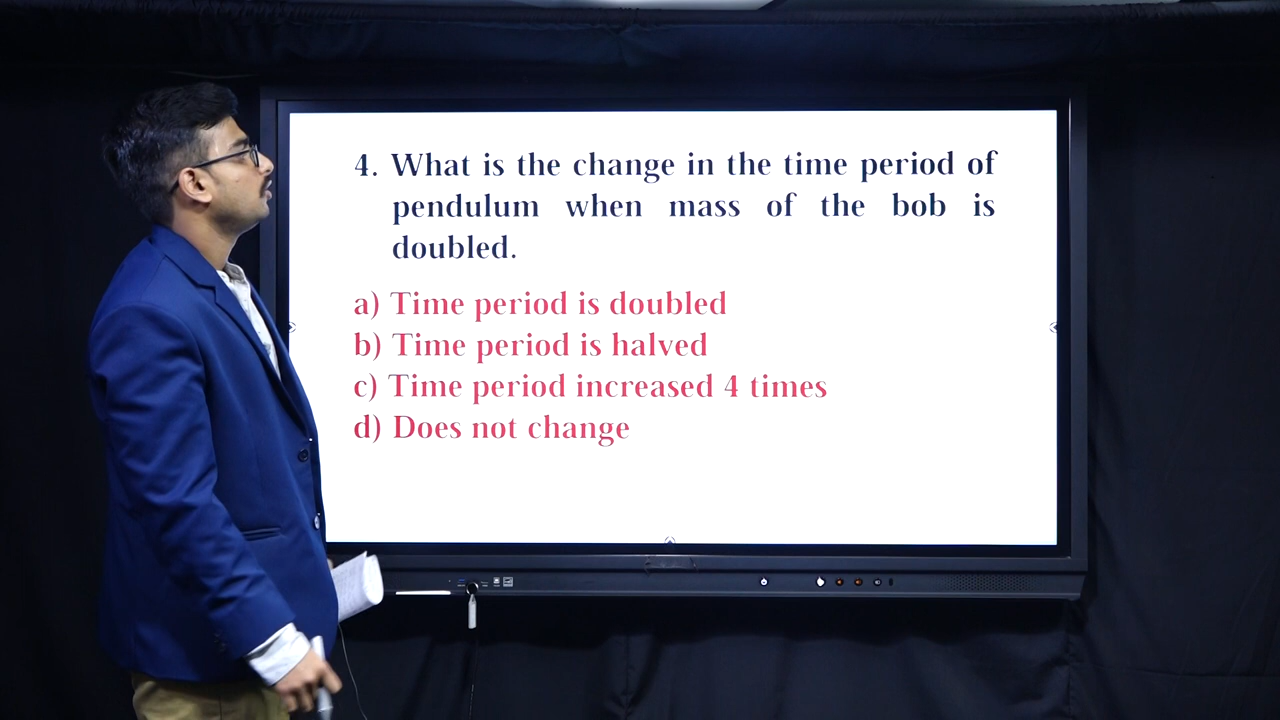 4. What is the change in the time period of
pendulum when mass of the bob is
doubled.
a) Time period is doubled
b) Time period is halved
c) Time period increased 4 times
d) Does not change